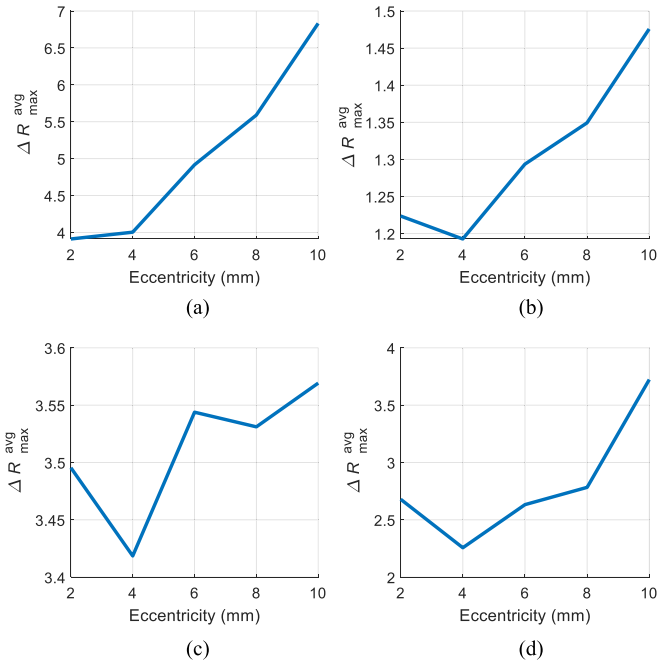 7
6.5
6
5.5
5
4.5
4
Δ R avg max
2 4 6 8 10
Eccentricity (mm)
(a)
1.5
1.45
1.4
1.35
1.3
1.25
1.2
Δ R avg max
2 4 6 8 10
Eccentricity (mm)
(b)
3.6
3.55
3.5
3.45
3.4
Δ R avg max
2 4 6 8 10
Eccentricity (mm)
(c)
4
3.5
3
2.5
2
Δ R avg max
2 4 6 8 10
Eccentricity (mm)
(d)